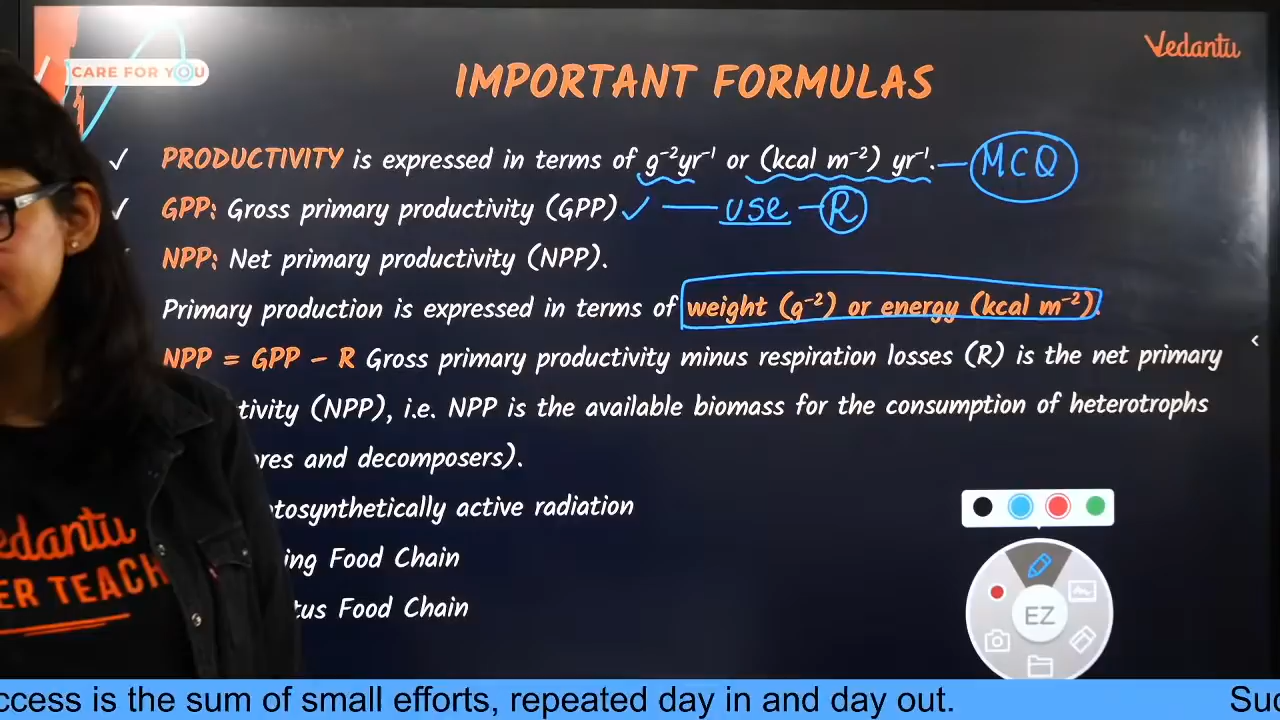 Vedantu
CARE FOR YOU
IMPORTANT FORMULAS
✓ PRODUCTIVITY is expressed in terms of g⁻²yr⁻¹ or (kcal m⁻²) yr⁻¹. — MCQ
✓ GPP: Gross primary productivity (GPP) ✓ — use — R
NPP: Net primary productivity (NPP).
Primary production is expressed in terms of weight (g⁻²) or energy (kcal m⁻²).
NPP = GPP – R Gross primary productivity minus respiration losses (R) is the net primary
tivity (NPP), i.e. NPP is the available biomass for the consumption of heterotrophs
ores and decomposers).
tosynthetically active radiation
ing Food Chain
tus Food Chain
EZ
edantu
ER TEACH
ccess is the sum of small efforts, repeated day in and day out. Suc